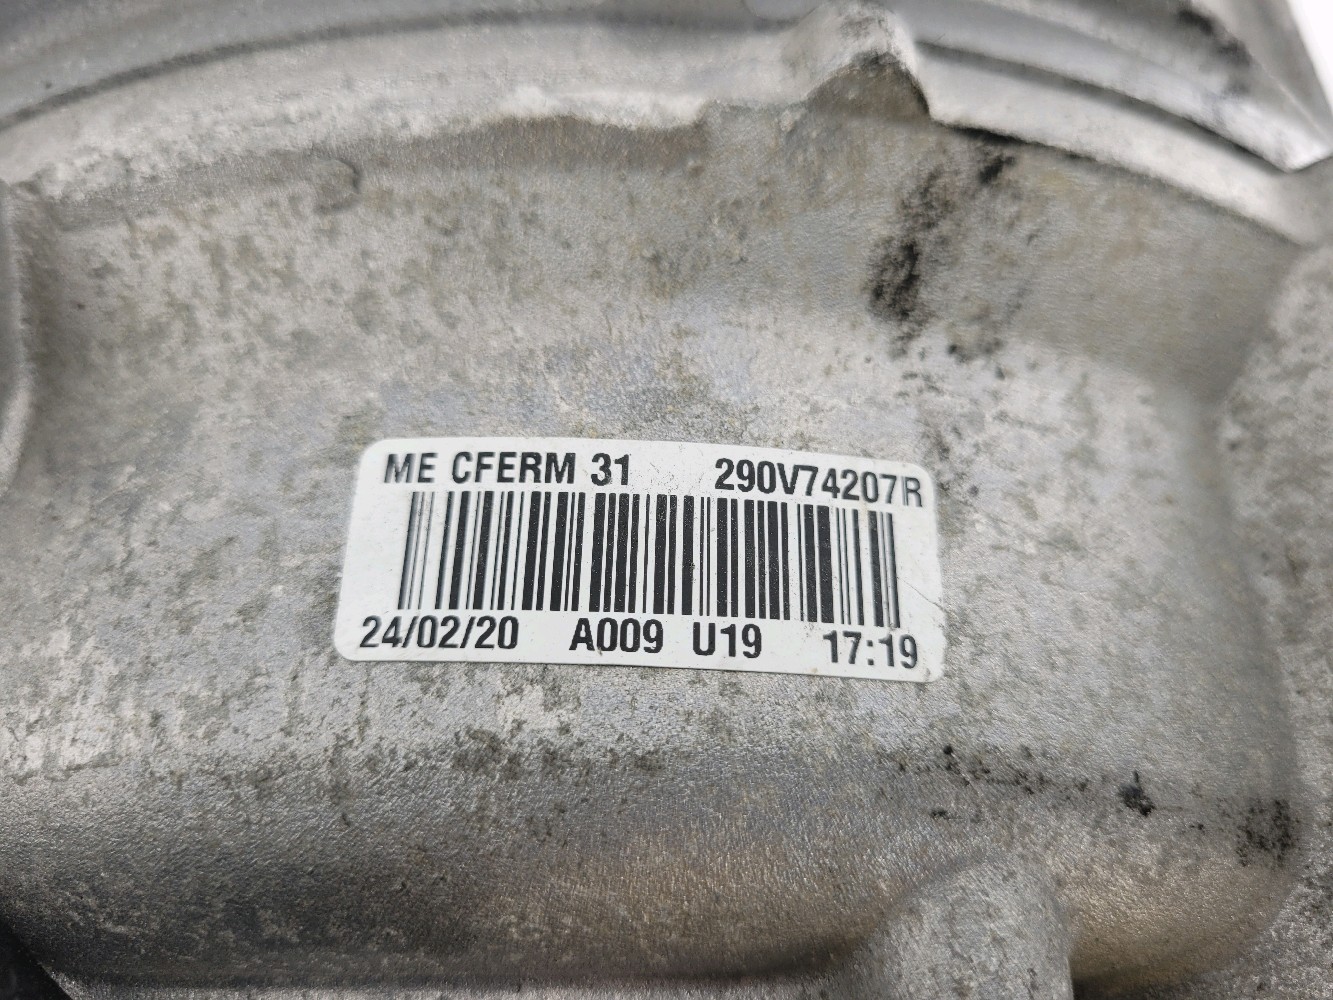 ME CFERM 31 290V74207R
24/02/20 A009 U19 17:19